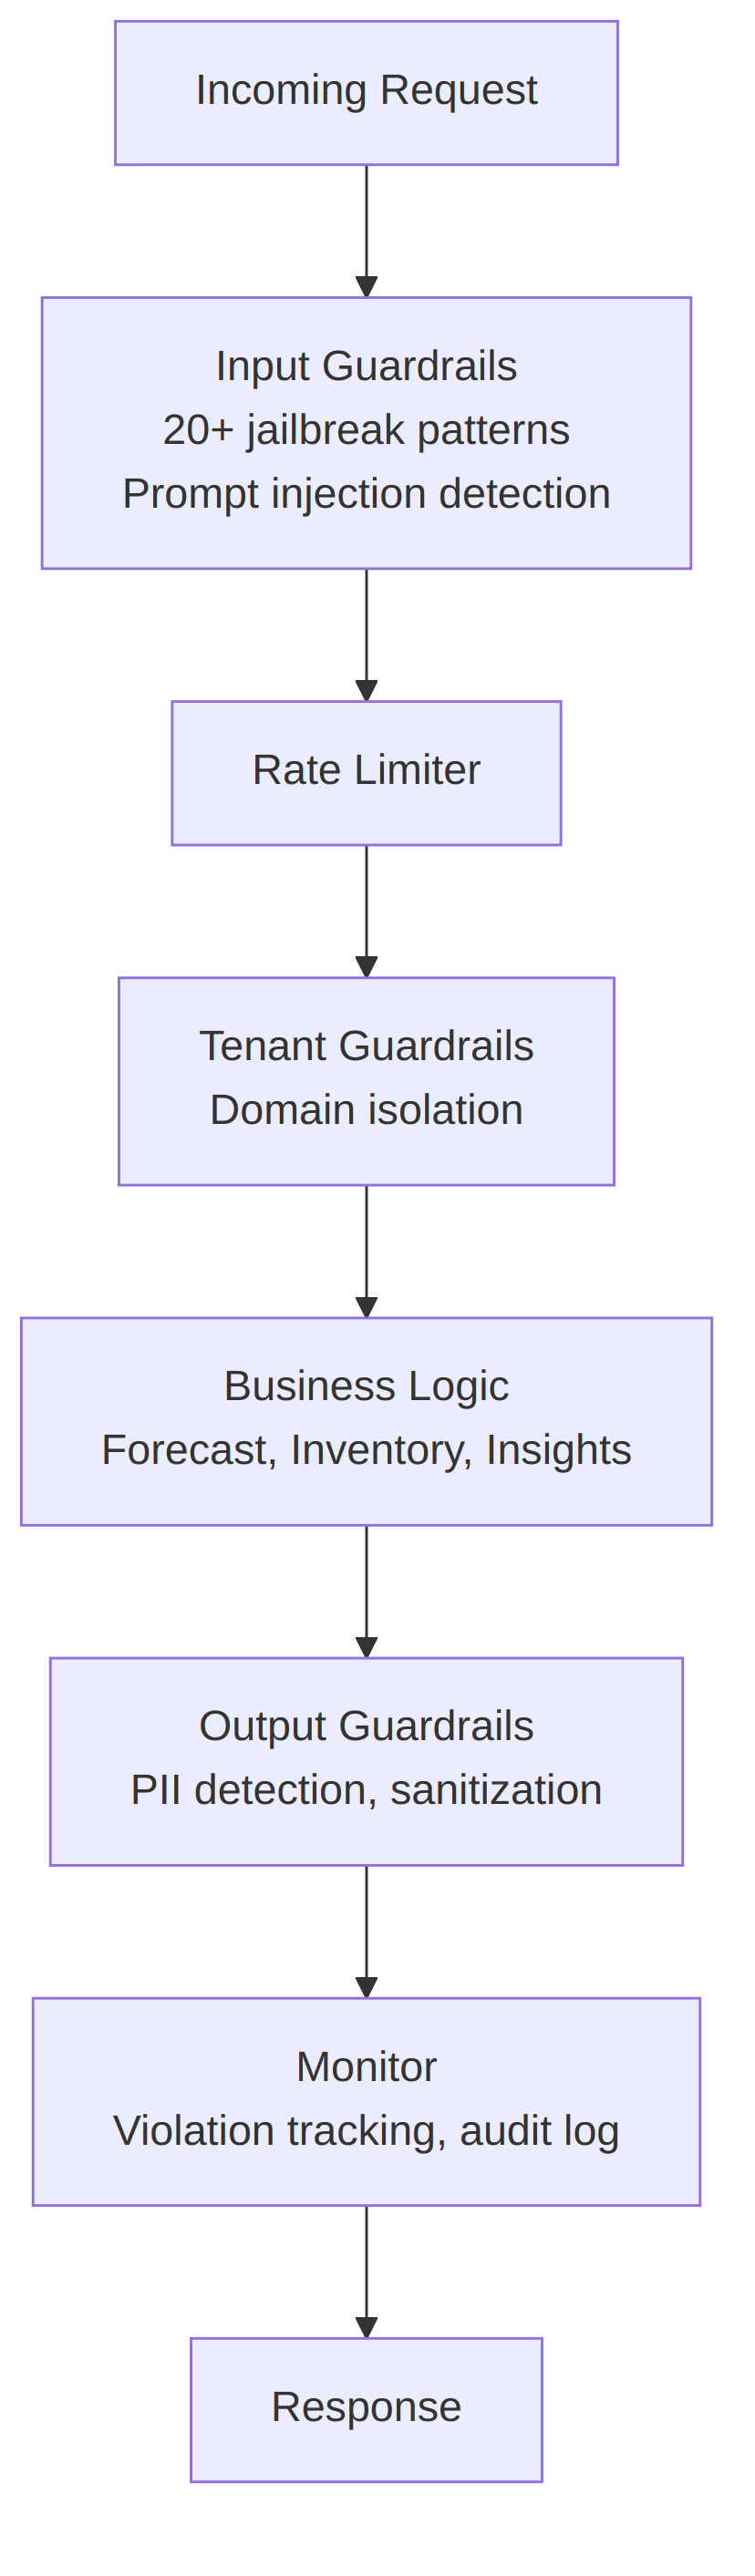 Incoming Request
Input Guardrails
20+ jailbreak patterns
Prompt injection detection
Rate Limiter
Tenant Guardrails
Domain isolation
Business Logic
Forecast, Inventory, Insights
Output Guardrails
PII detection, sanitization
Monitor
Violation tracking, audit log
Response